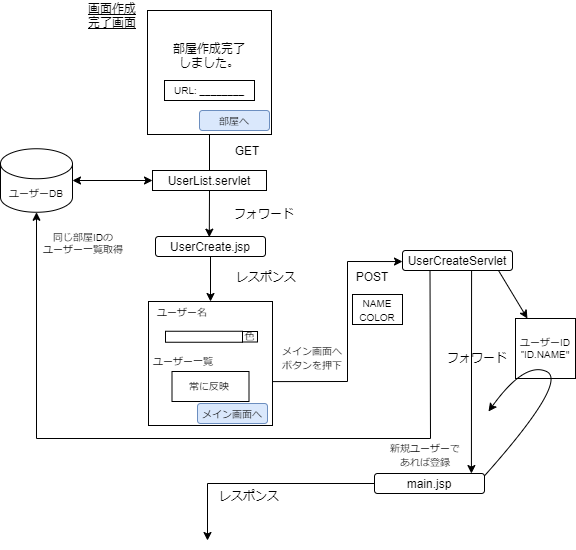 画面作成
完了画面
部屋作成完了
しました。
URL: ________
部屋へ
GET
UserList.servlet
ユーザーDB
フォワード
同じ部屋IDの
ユーザー一覧取得
UserCreate.jsp
レスポンス
ユーザー名
色
ユーザー一覧
常に反映
メイン画面へ
メイン画面へ
ボタンを押下
POST
NAME
COLOR
UserCreateServlet
ユーザーID
"ID.NAME"
フォワード
新規ユーザーで
あれば登録
main.jsp
レスポンス